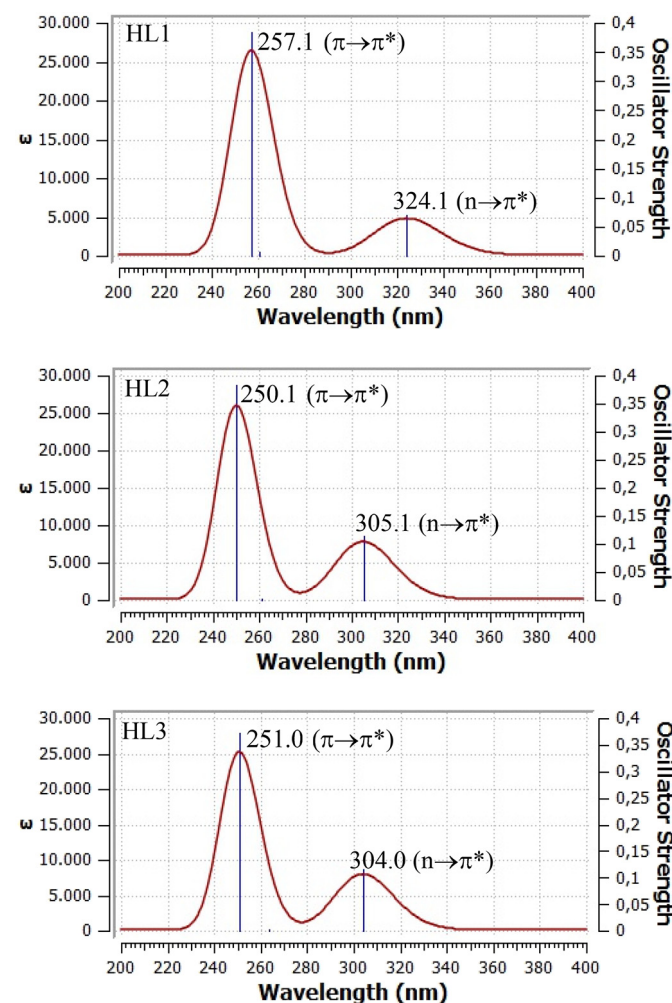 HL1
257.1 (π→π*)
324.1 (n→π*)
30.000
25.000
20.000
15.000
10.000
5.000
0
ε
0,4
0,35
0,3
0,25
0,2
0,15
0,1
0,05
0
Oscillator Strength
200 220 240 260 280 300 320 340 360 380 400
Wavelength (nm)
HL2
250.1 (π→π*)
305.1 (n→π*)
30.000
25.000
20.000
15.000
10.000
5.000
0
ε
0,4
0,35
0,3
0,25
0,2
0,15
0,1
0,05
0
Oscillator Strength
200 220 240 260 280 300 320 340 360 380 400
Wavelength (nm)
HL3
251.0 (π→π*)
304.0 (n→π*)
30.000
25.000
20.000
15.000
10.000
5.000
0
ε
0,4
0,35
0,3
0,25
0,2
0,15
0,1
0,05
0
Oscillator Strength
200 220 240 260 280 300 320 340 360 380 400
Wavelength (nm)